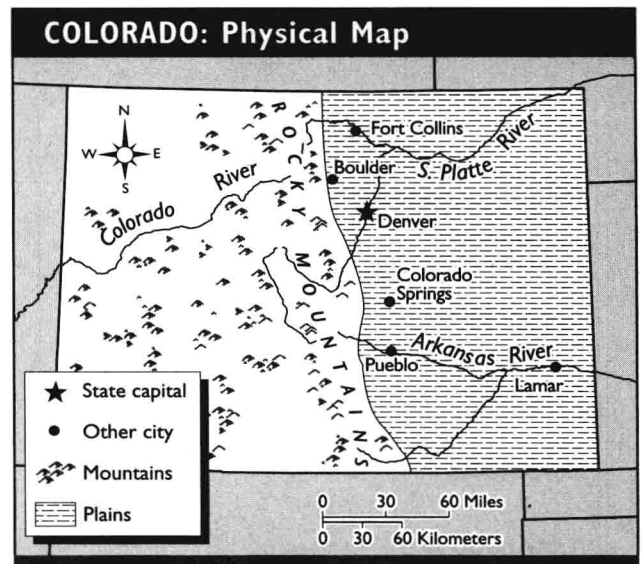 COLORADO: Physical Map
N
W E
S
ROCKY MOUNTAINS
Fort Collins
Boulder
S. Platte River
Colorado River
Denver
Colorado
Springs
Arkansas River
Pueblo
Lamar
State capital
Other city
Mountains
Plains
0 30 60 Miles
0 30 60 Kilometers